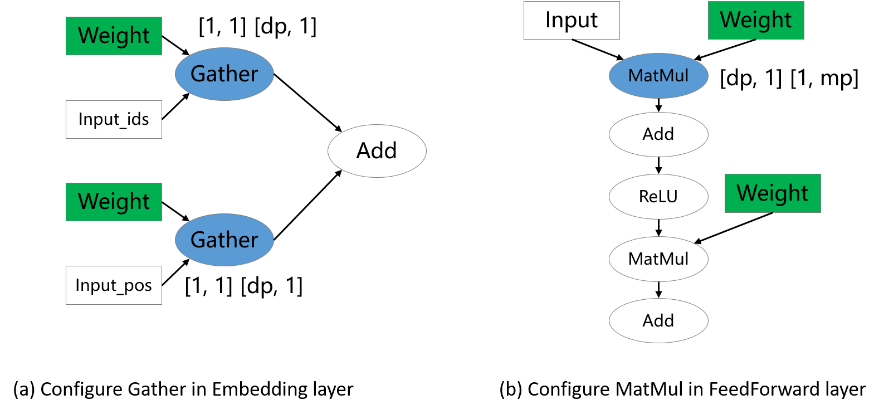 Weight
[1, 1] [dp, 1]
Gather
Input_ids
Add
Weight
Gather
Input_pos
[1, 1] [dp, 1]
(a) Configure Gather in Embedding layer
Input
Weight
MatMul
[dp, 1] [1, mp]
Add
ReLU
Weight
MatMul
Add
(b) Configure MatMul in FeedForward layer